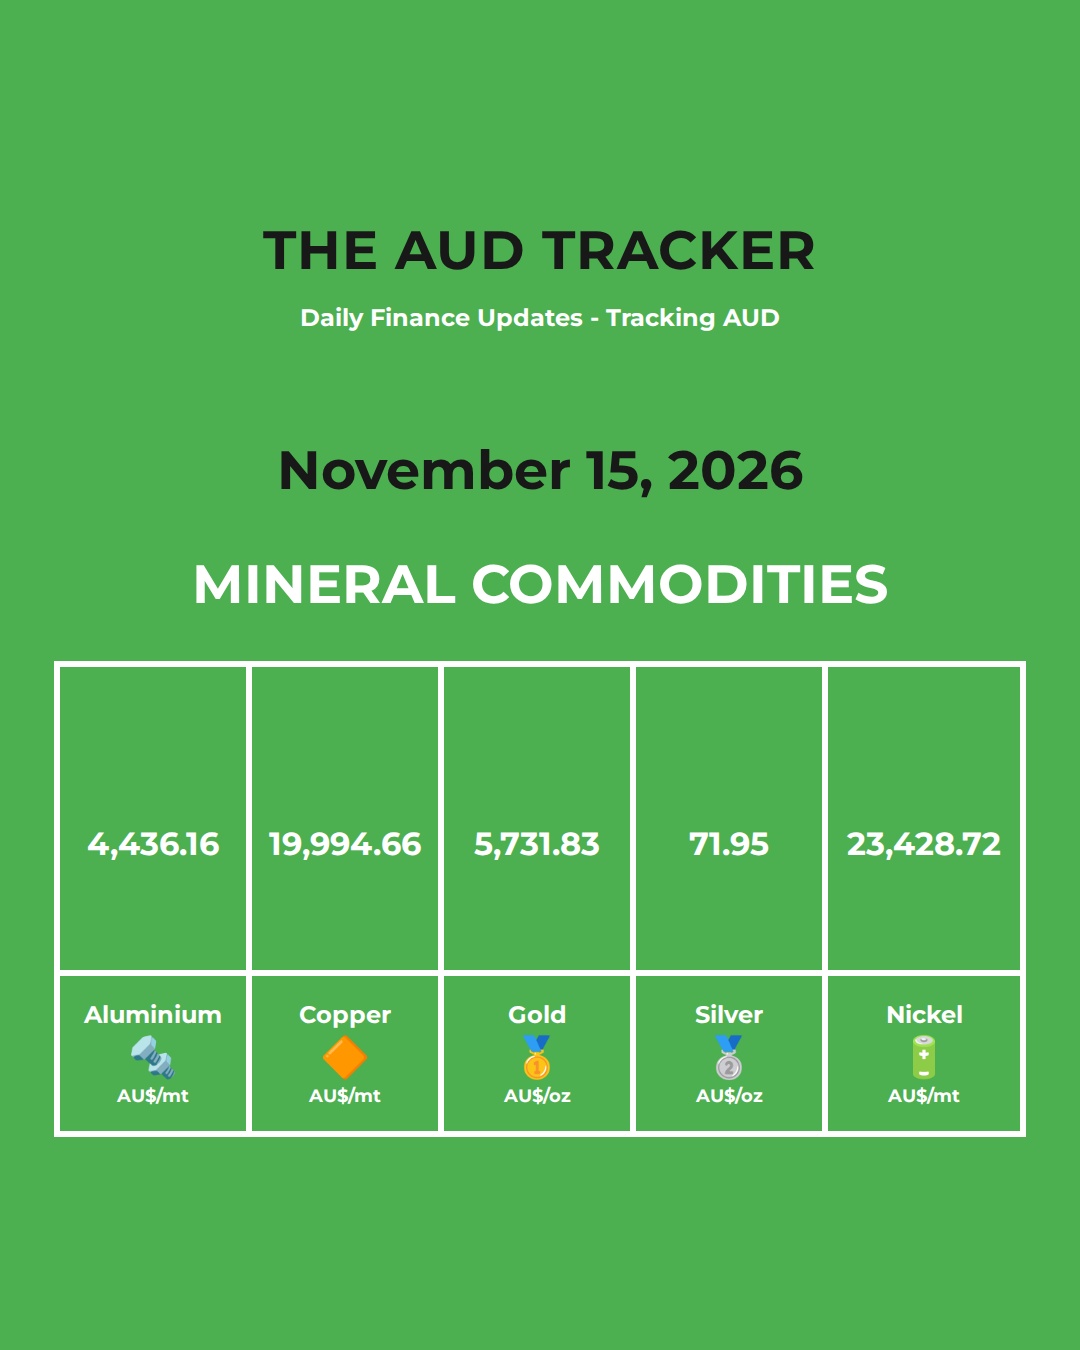 THE AUD TRACKER
Daily Finance Updates - Tracking AUD
November 15, 2026
MINERAL COMMODITIES
4,436.16 19,994.66 5,731.83 71.95 23,428.72
Aluminium Copper Gold Silver Nickel
AU$/mt AU$/mt AU$/oz AU$/oz AU$/mt